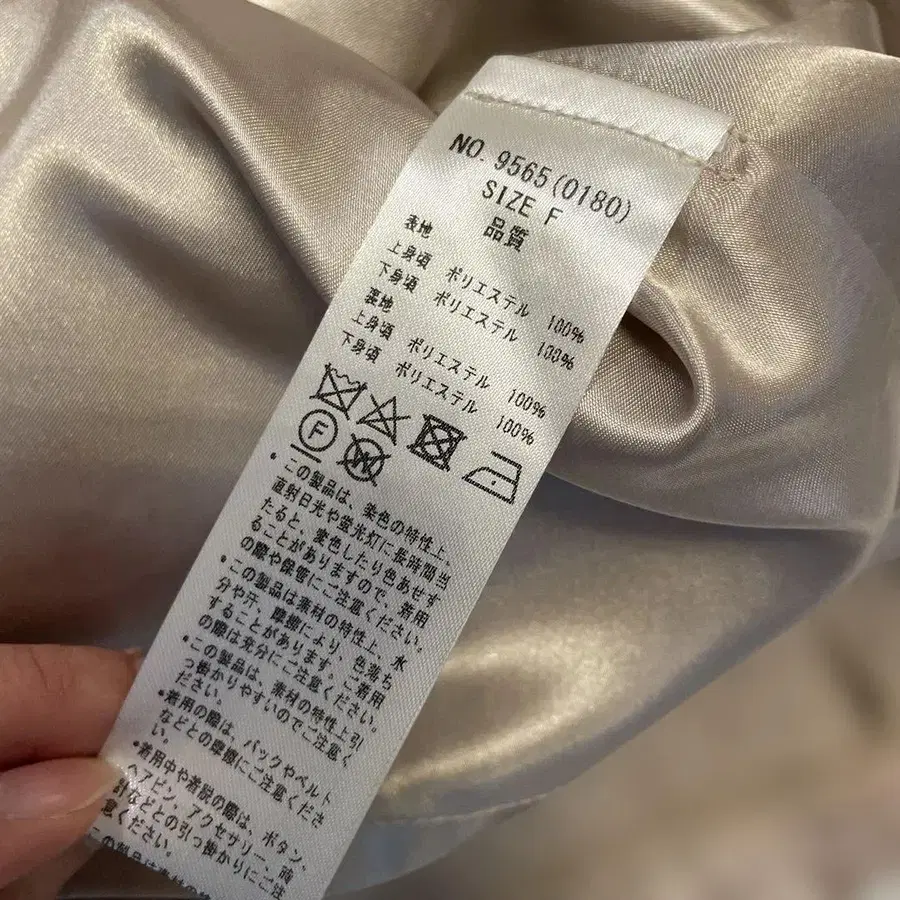 NO. 9565(0180)
SIZE F
品質
表地
上身頃 ポリエステル 100%
下身頃 ポリエステル 100%
裏地
上身頃 ポリエステル 100%
下身頃 ポリエステル 100%
F W
・この製品は、染色の特性上、
直射日光や蛍光灯に長時間当
たると、変色したり色あせす
ることがありますので、着用
の際や保管にご注意ください。
・この製品は素材の特性上、水
分や汗、摩擦により、色落ち
することがあります。ご着用
の際は充分にご注意ください。
・この製品は、素材の特性上引
っ掛かりやすいのでご注意く
ださい。
・着用の際は、バックやベルト
などとの摩擦にご注意くださ
い。
・着用中や着脱の際は、ボタン、
ヘアピン、アクセサリー、時
計などとの引っ掛かりにご注
意ください。
この製品は素材の